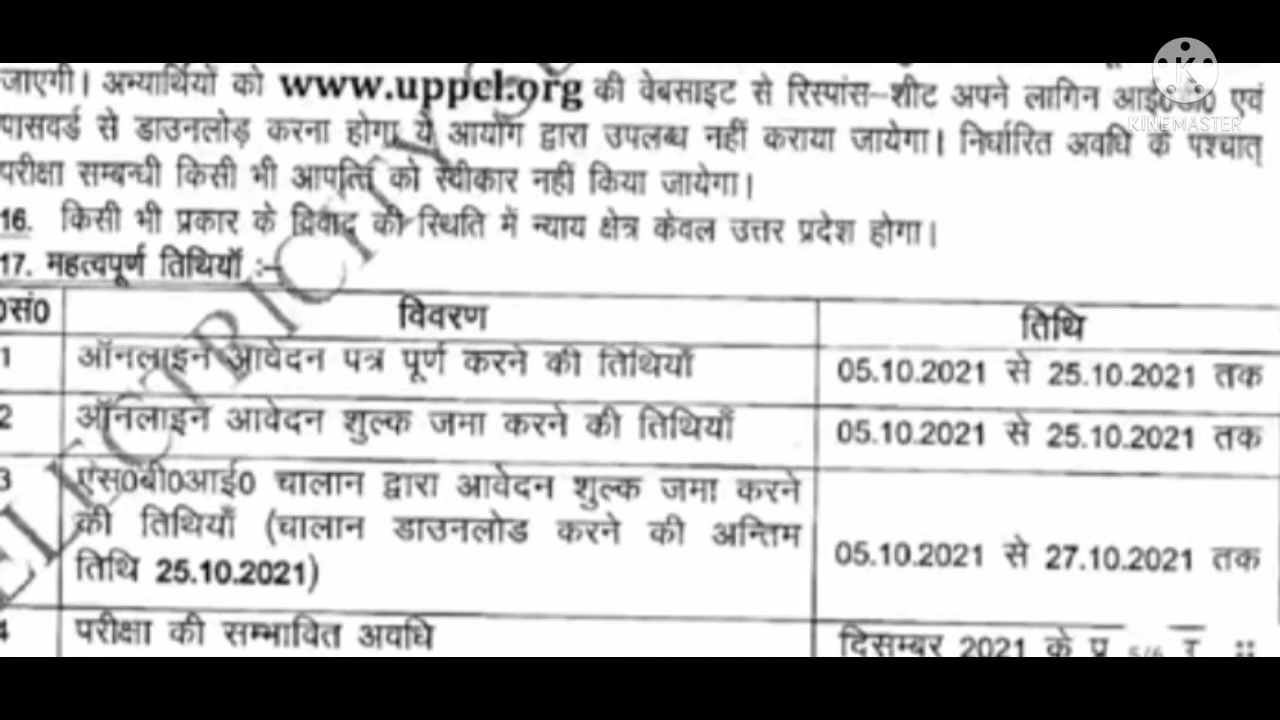 जाएगी। अभ्यार्थियों को www.uppcl.org की वेबसाइट से रिस्पांस-शीट अपने लागिन आई0डी0 एवं
पासवर्ड से डाउनलोड़ करना होगा, ये आयोग द्वारा उपलब्ध नहीं कराया जायेगा। निर्धारित अवधि के पश्चात्
परीक्षा सम्बन्धी किसी भी आपत्ति को स्वीकार नहीं किया जायेगा।
16. किसी भी प्रकार के विवाद की स्थिति में न्याय क्षेत्र केवल उत्तर प्रदेश होगा।
17. महत्वपूर्ण तिथियाँ :-
0सं0 विवरण तिथि
1 ऑनलाइन आवेदन पत्र पूर्ण करने की तिथियाँ 05.10.2021 से 25.10.2021 तक
2 ऑनलाइन आवेदन शुल्क जमा करने की तिथियाँ 05.10.2021 से 25.10.2021 तक
3 एस0बी0आई0 चालान द्वारा आवेदन शुल्क जमा करने
की तिथियाँ (चालान डाउनलोड करने की अन्तिम
तिथि 25.10.2021) 05.10.2021 से 27.10.2021 तक
4 परीक्षा की सम्भावित अवधि दिसम्बर 2021 के
ELECTRICITY
KINEMASTER